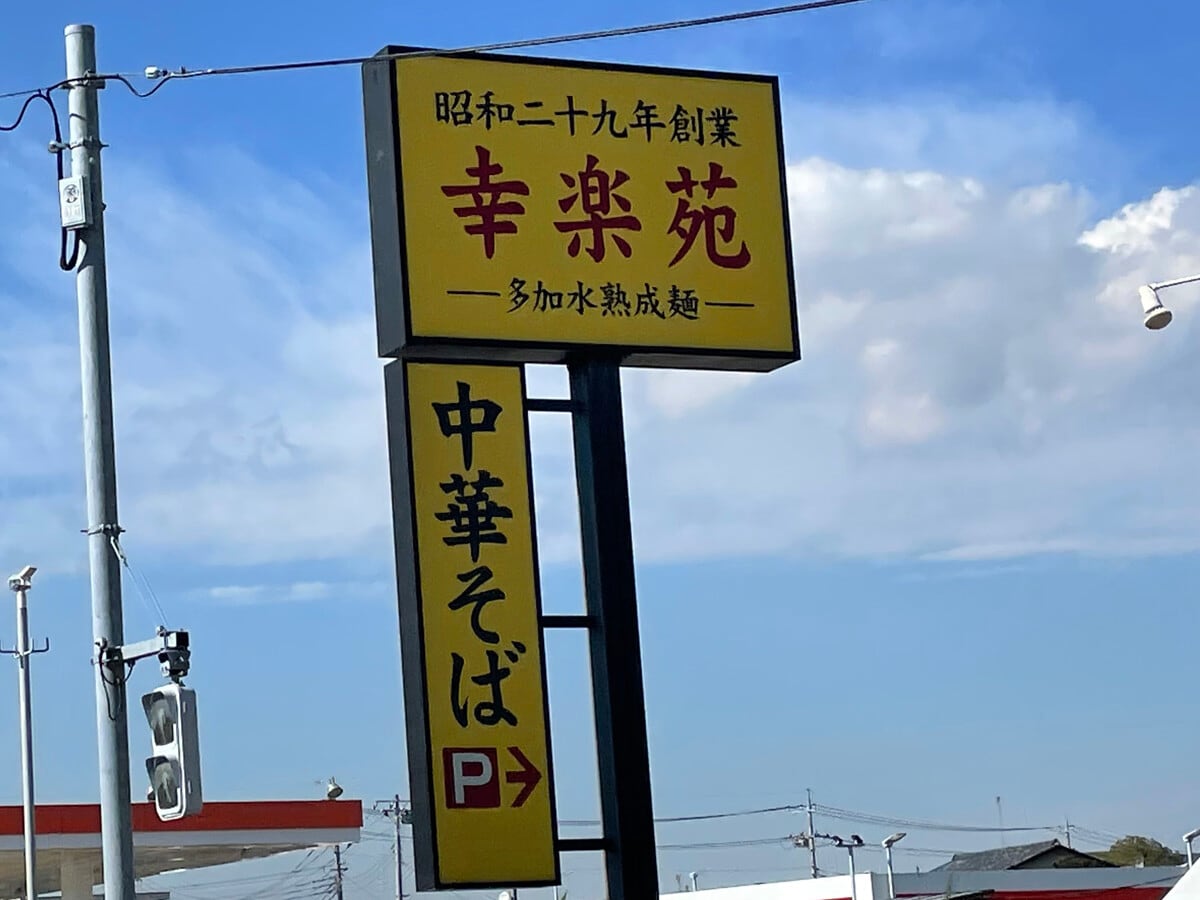 昭和二十九年創業
幸楽苑
多加水熟成麺
中華そば
P→